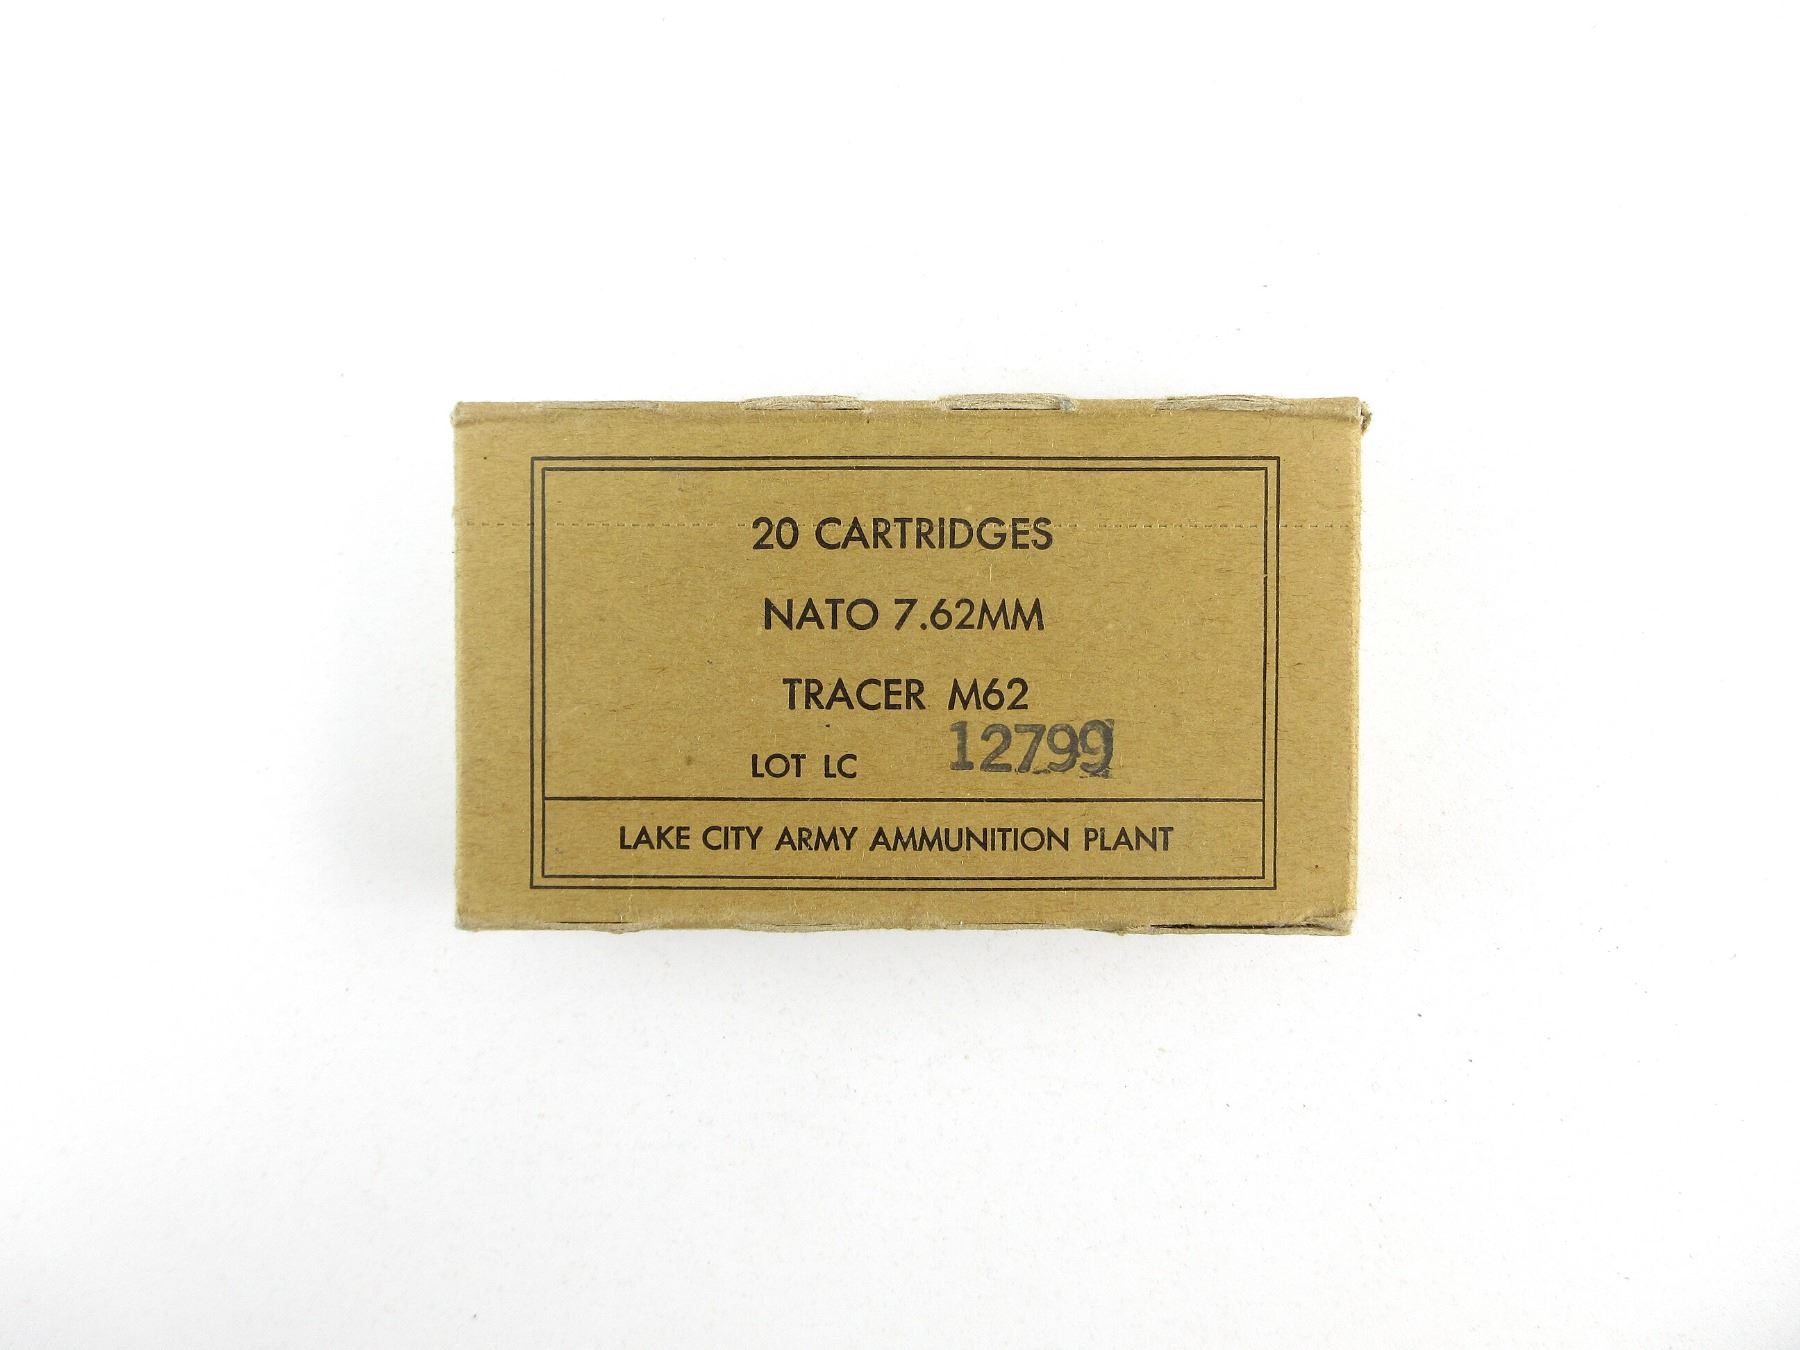 20 CARTRIDGES
NATO 7.62MM
TRACER M62
LOT LC 12799
LAKE CITY ARMY AMMUNITION PLANT